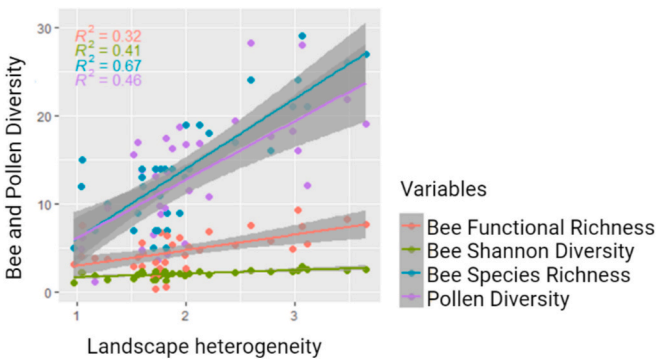 30
20
10
0
Bee and Pollen Diversity
R² = 0.32
R² = 0.41
R² = 0.67
R² = 0.46
1
2
3
Landscape heterogeneity
Variables
Bee Functional Richness
Bee Shannon Diversity
Bee Species Richness
Pollen Diversity